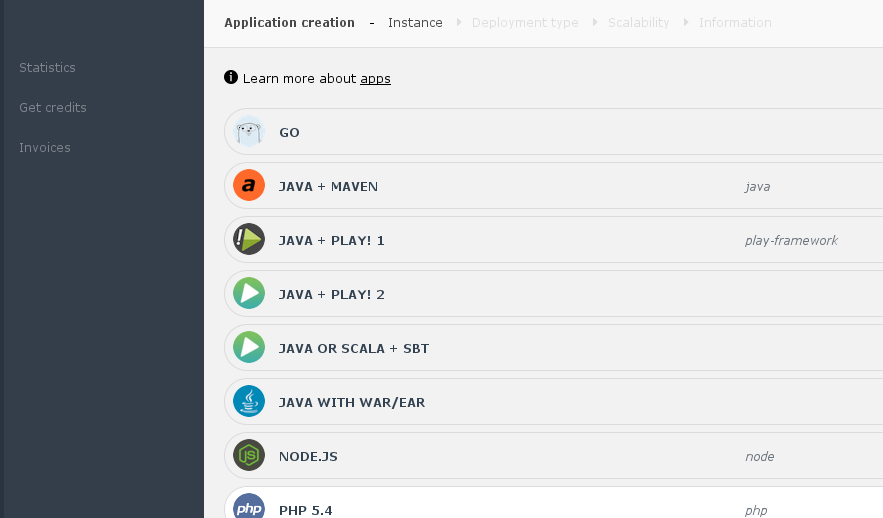 Application creation - Instance Deployment type Scalability Information
Statistics
Get credits
Invoices
Learn more about apps
GO
JAVA + MAVEN java
JAVA + PLAY! 1 play-framework
JAVA + PLAY! 2
JAVA OR SCALA + SBT
JAVA WITH WAR/EAR
NODE.JS node
php PHP 5.4 php